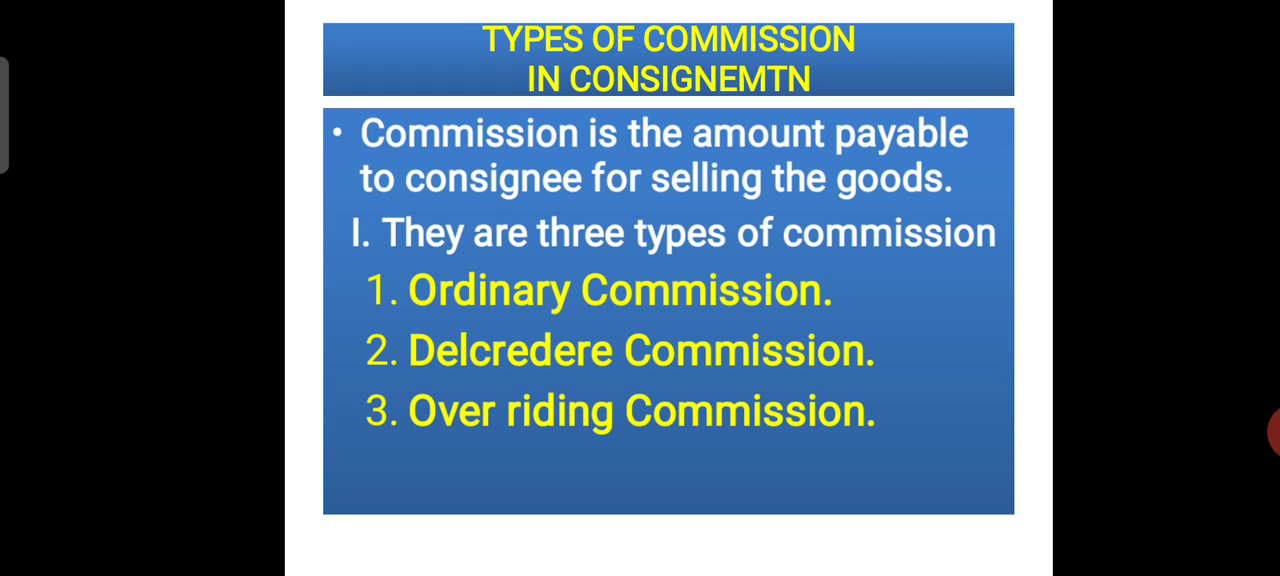 TYPES OF COMMISSION
IN CONSIGNEMTN
• Commission is the amount payable
to consignee for selling the goods.
I. They are three types of commission
1. Ordinary Commission.
2. Delcredere Commission.
3. Over riding Commission.